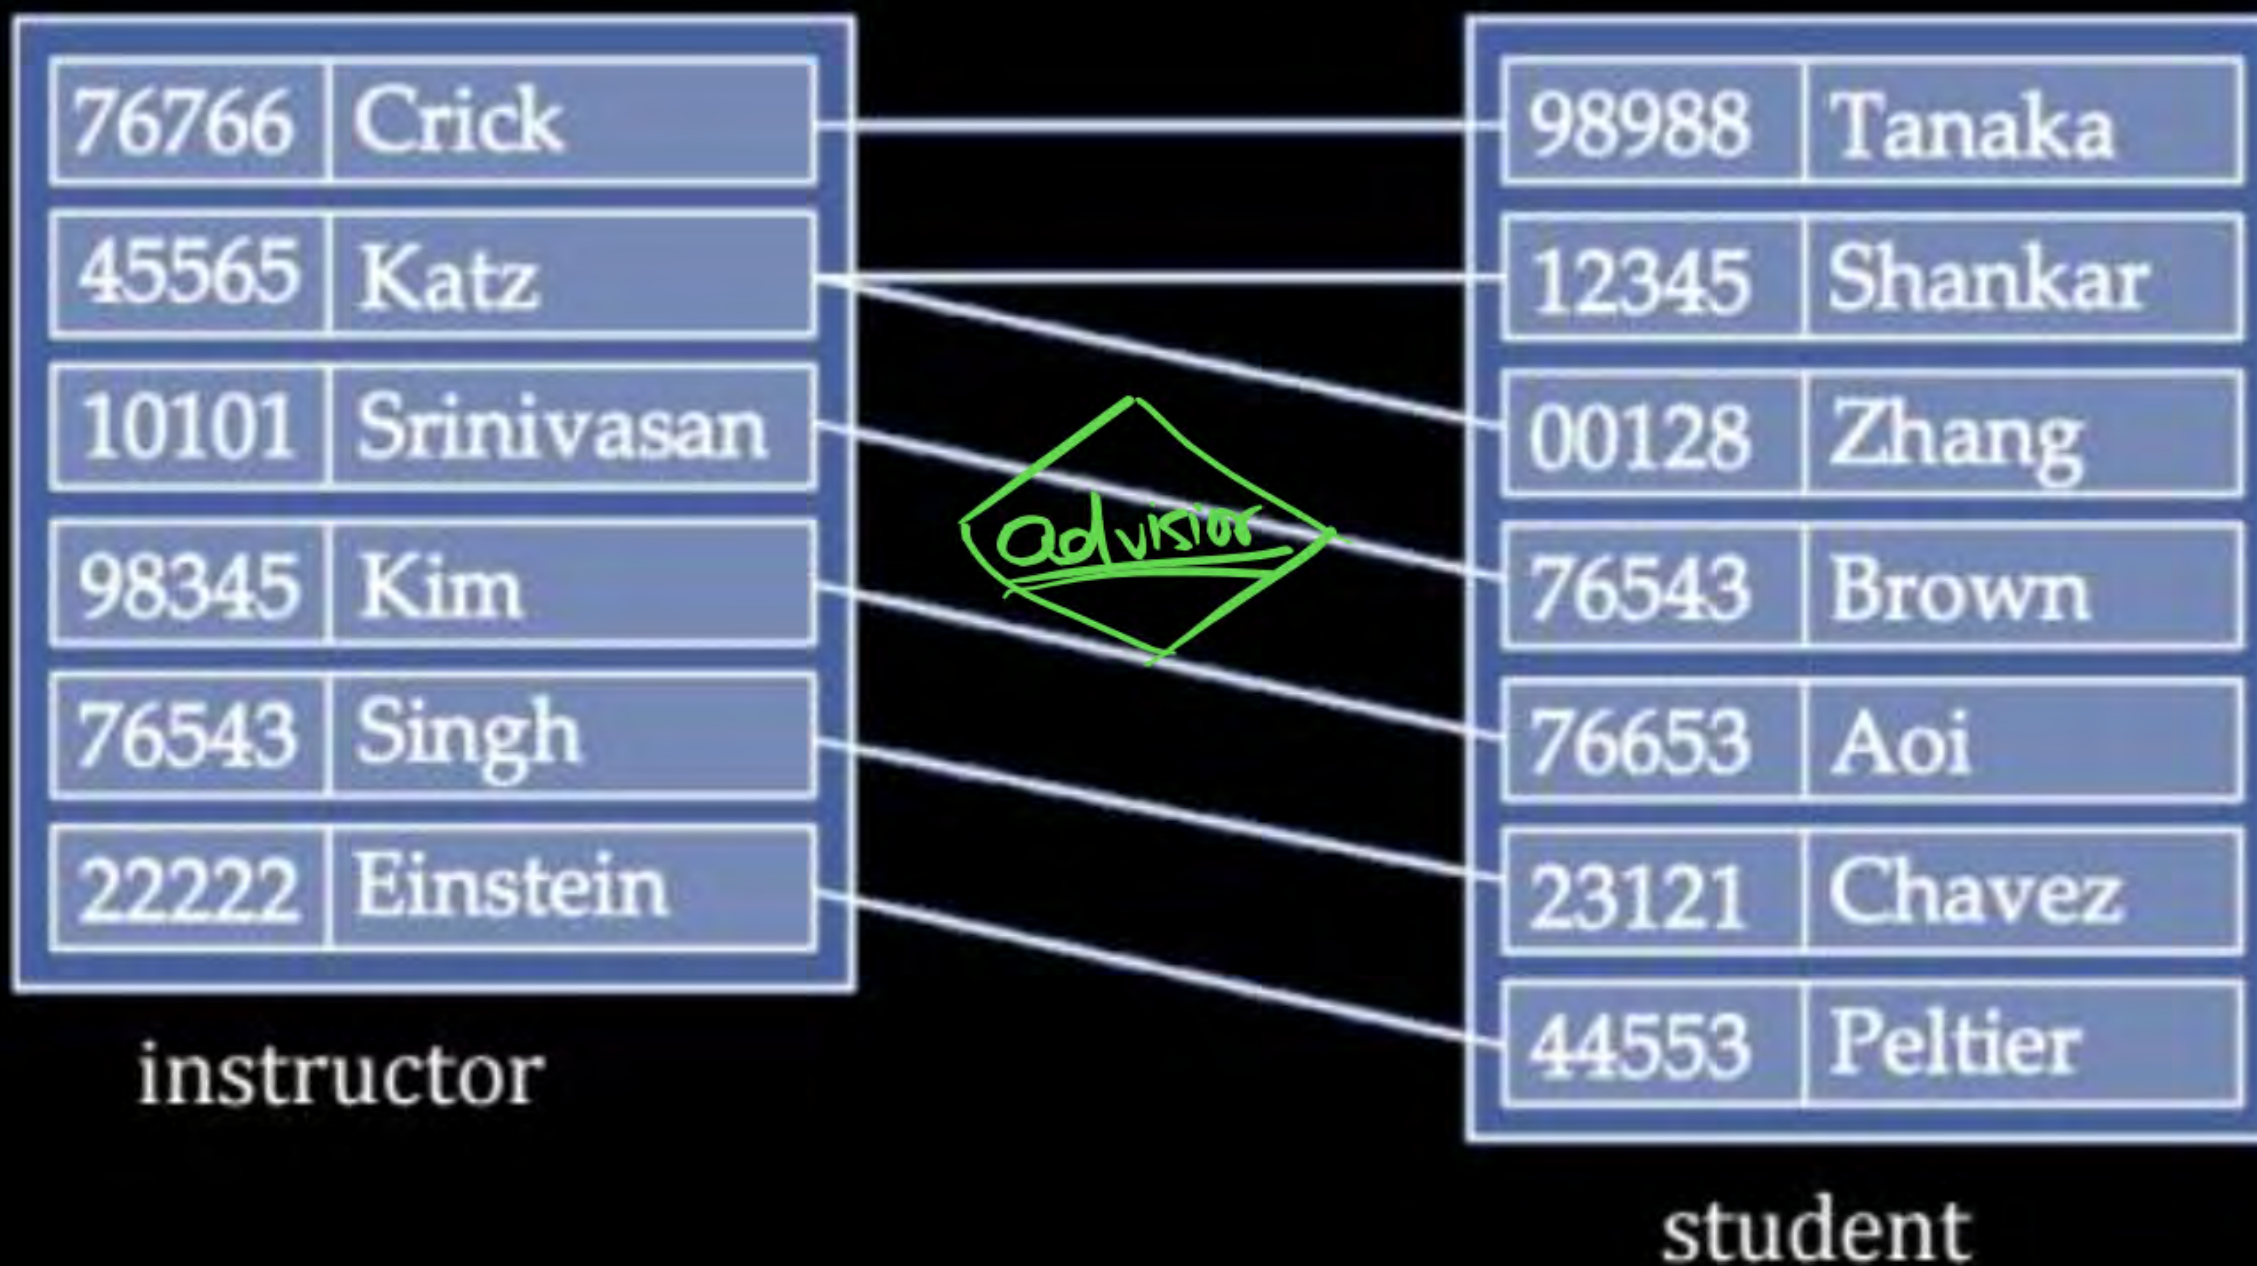 76766 Crick
45565 Katz
10101 Srinivasan
98345 Kim
76543 Singh
22222 Einstein
instructor
advisior
98988 Tanaka
12345 Shankar
00128 Zhang
76543 Brown
76653 Aoi
23121 Chavez
44553 Peltier
student